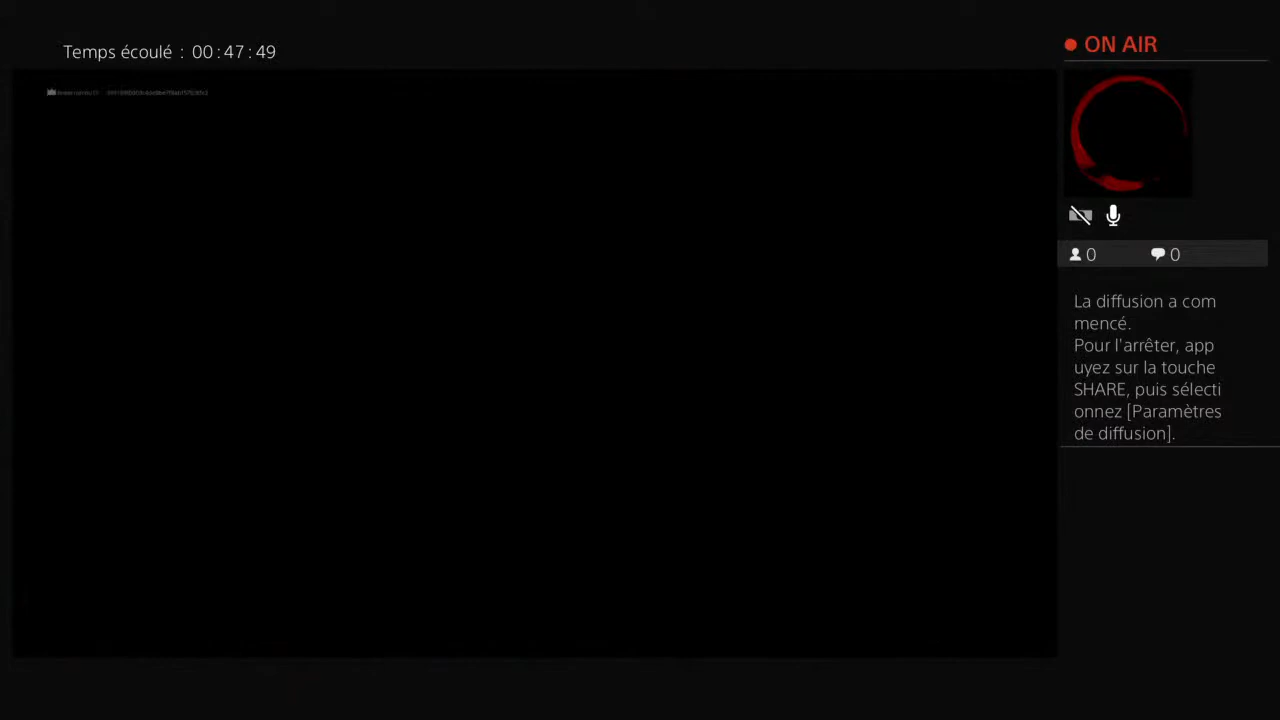 Temps écoulé : 00:47:49
ON AIR
0 0
La diffusion a com
mencé.
Pour l'arrêter, app
uyez sur la touche
SHARE, puis sélecti
onnez [Paramètres
de diffusion].